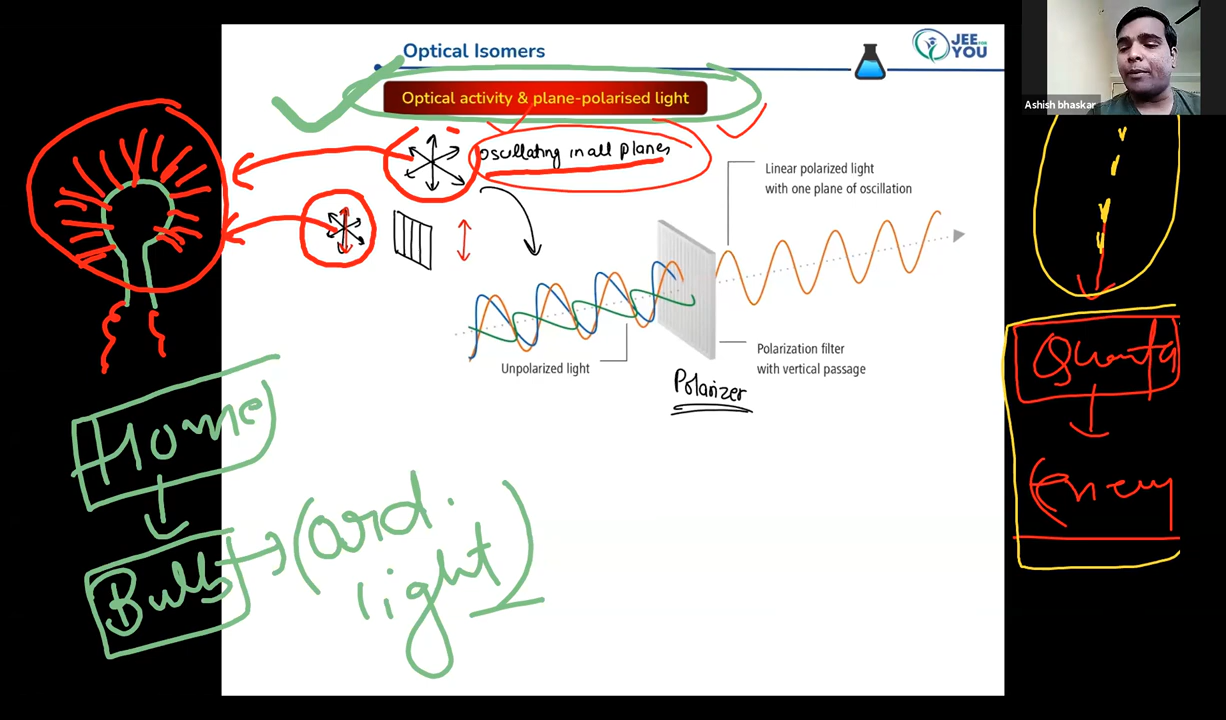 Optical Isomers
JEE FOR YOU
Optical activity & plane-polarised light
Ashish bhaskar
oscillating in all planes
Linear polarized light
with one plane of oscillation
Unpolarized light
Polarization filter
with vertical passage
Polarizer
Quanta
Energy
Home
Bulb
(ord.
light)